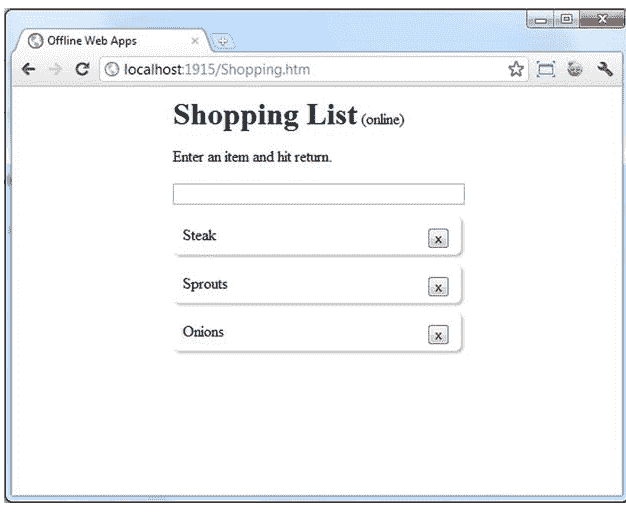 Offline Web Apps
localhost:1915/Shopping.htm
Shopping List (online)
Enter an item and hit return.
Steak x
Sprouts x
Onions x